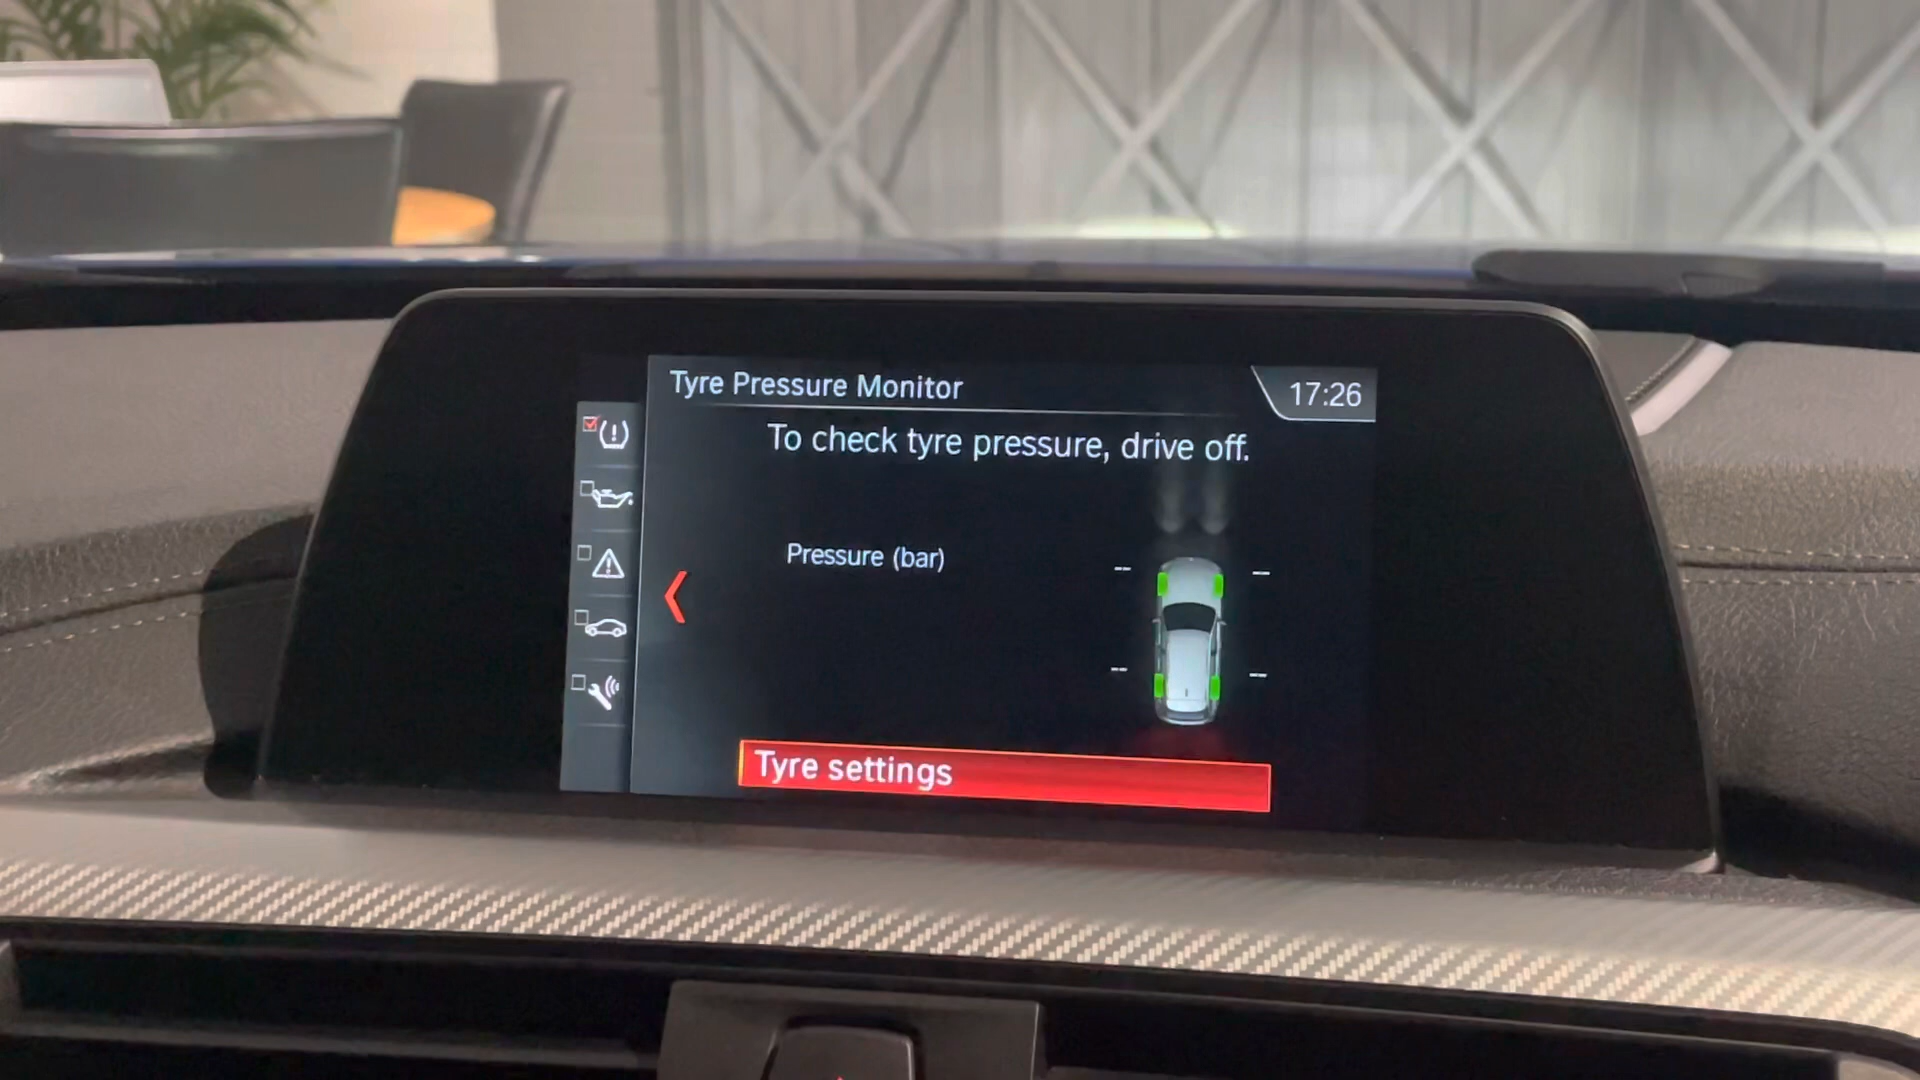 Tyre Pressure Monitor
17:26
To check tyre pressure, drive off.
Pressure (bar)
-- --
-- --
Tyre settings